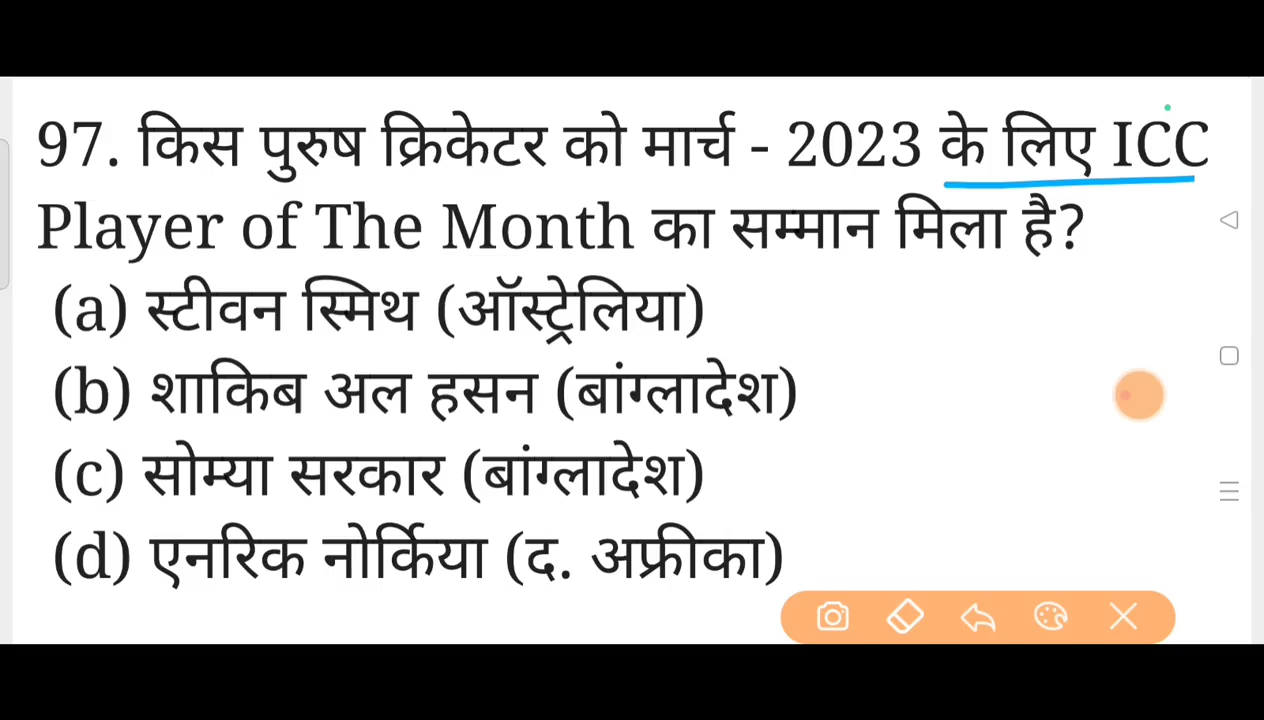 97. किस पुरुष क्रिकेटर को मार्च - 2023 के लिए ICC
Player of The Month का सम्मान मिला है?
(a) स्टीवन स्मिथ (ऑस्ट्रेलिया)
(b) शाकिब अल हसन (बांग्लादेश)
(c) सोम्या सरकार (बांग्लादेश)
(d) एनरिक नोर्किया (द. अफ्रीका)